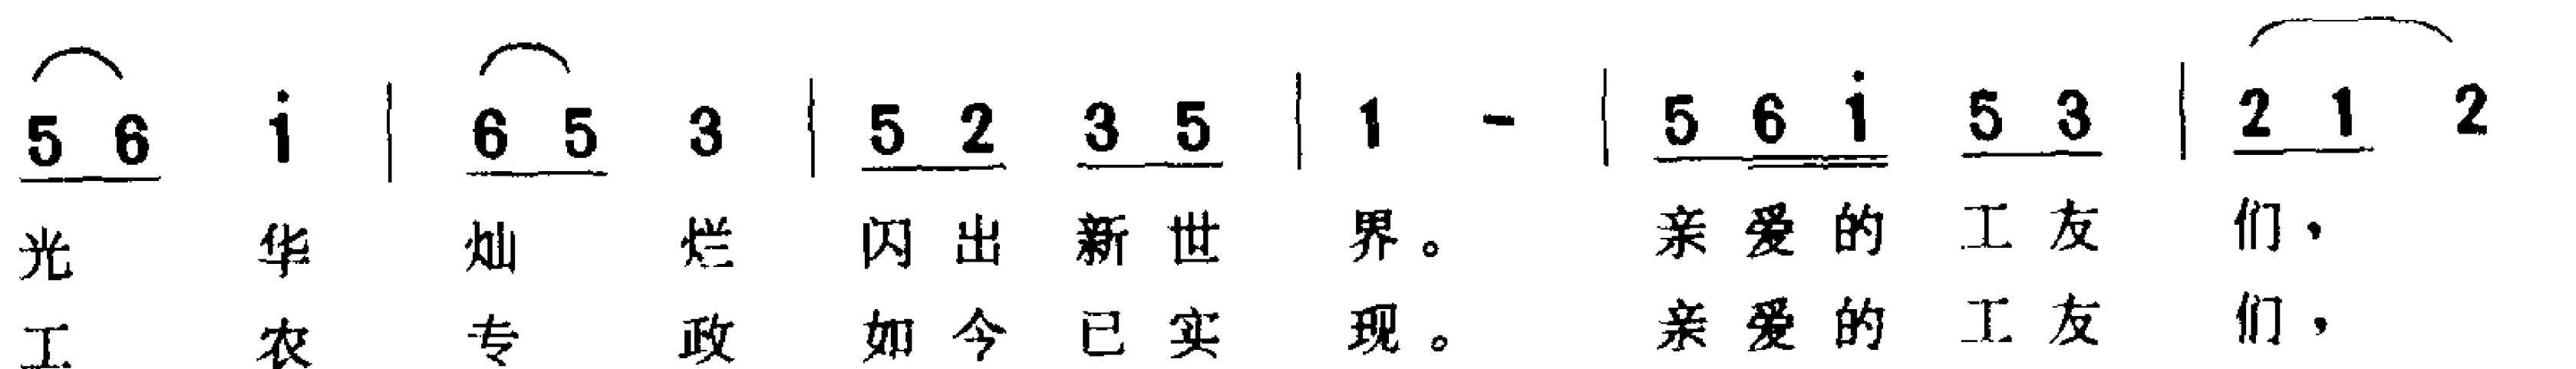 5 6 i | 6 5 3 | 5 2 3 5 | 1 - | 5 6 i 5 3 | 2 1 2
光 华 灿 烂 闪 出 新 世 界。 亲 爱 的 工 友 们，
工 农 专 政 如 今 已 实 现。 亲 爱 的 工 友 们，